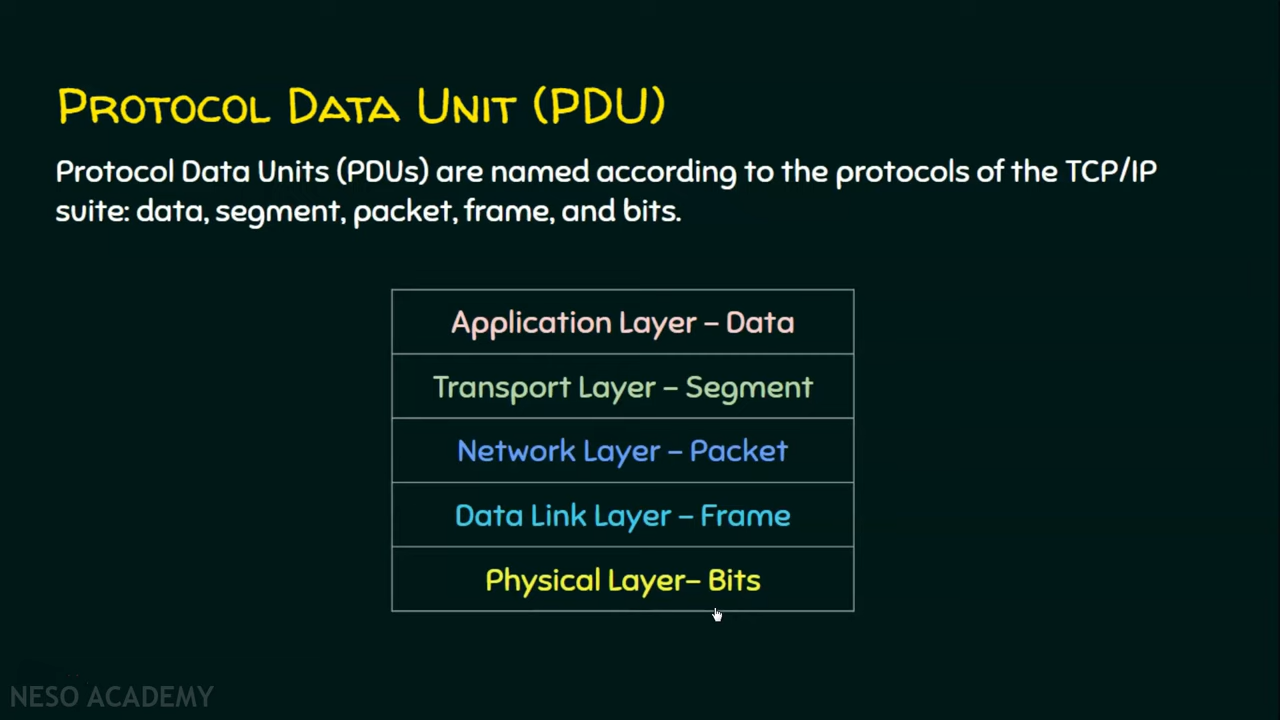 PROTOCOL DATA UNIT (PDU)
Protocol Data Units (PDUs) are named according to the protocols of the TCP/IP
suite: data, segment, packet, frame, and bits.
Application Layer – Data
Transport Layer – Segment
Network Layer – Packet
Data Link Layer – Frame
Physical Layer– Bits
NESO ACADEMY